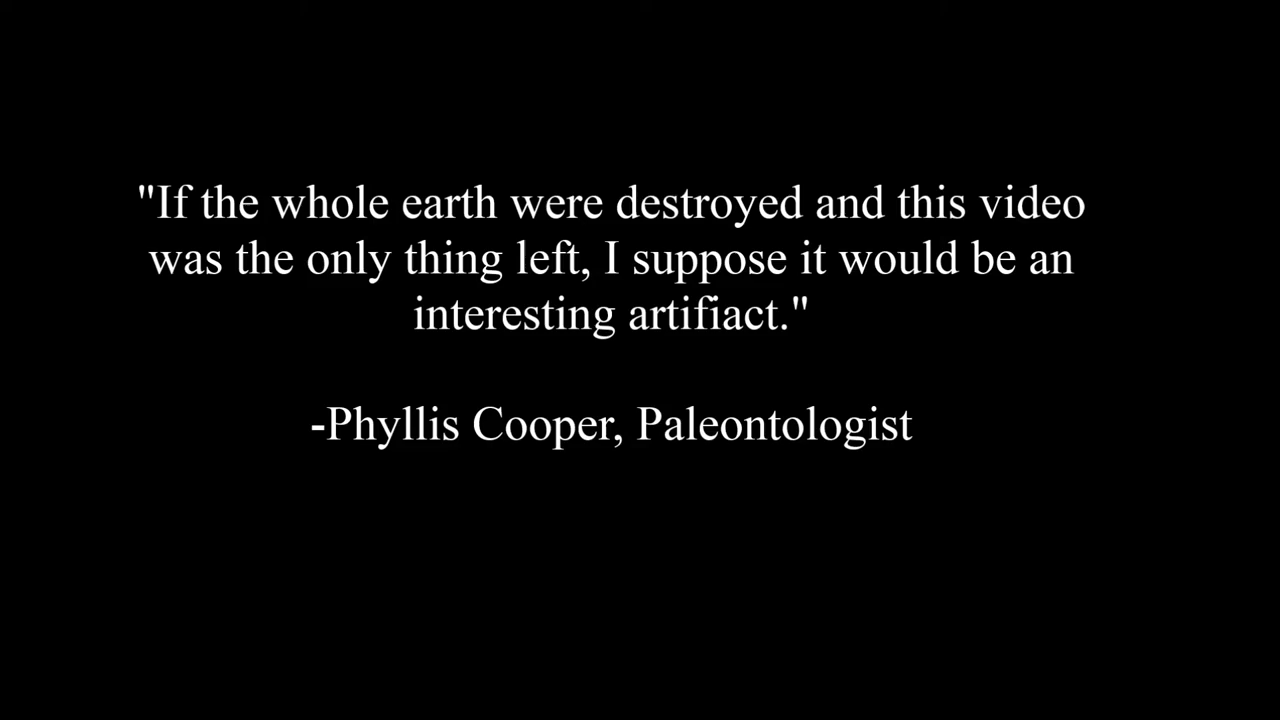 "If the whole earth were destroyed and this video
was the only thing left, I suppose it would be an
interesting artifiact."
-Phyllis Cooper, Paleontologist